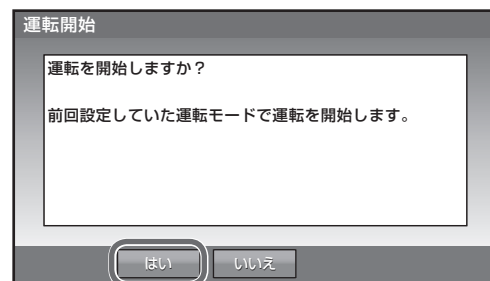 運転開始
運転を開始しますか？
前回設定していた運転モードで運転を開始します。
はい
いいえ